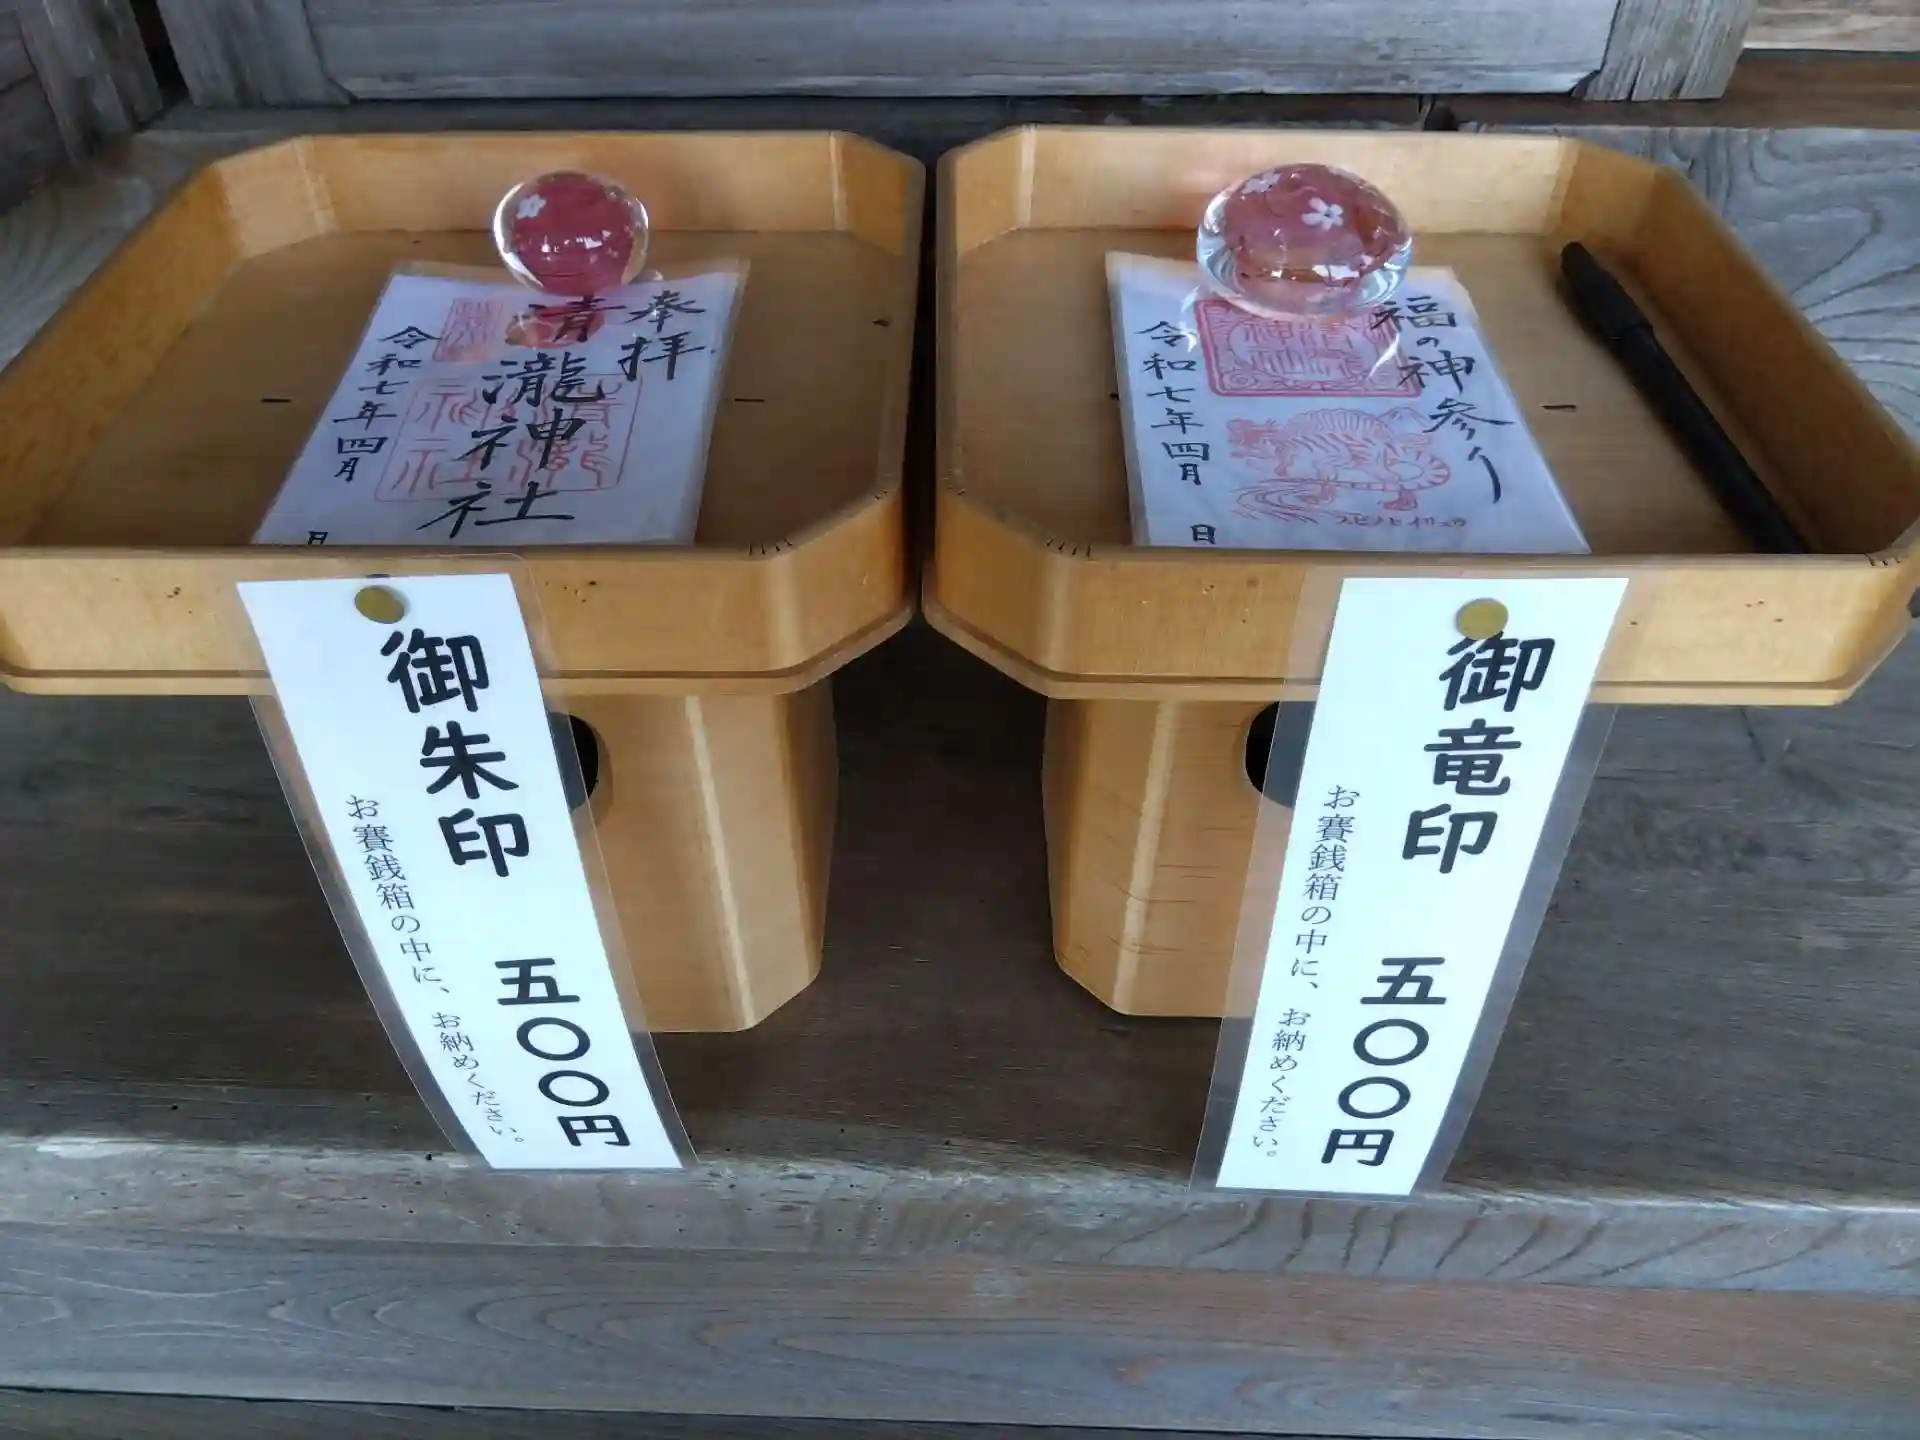 奉拝
清瀧神社
令和七年四月
日
福の神参り
令和七年四月
日
御朱印 五〇〇円
お賽銭箱の中に、お納めください。
御竜印 五〇〇円
お賽銭箱の中に、お納めください。